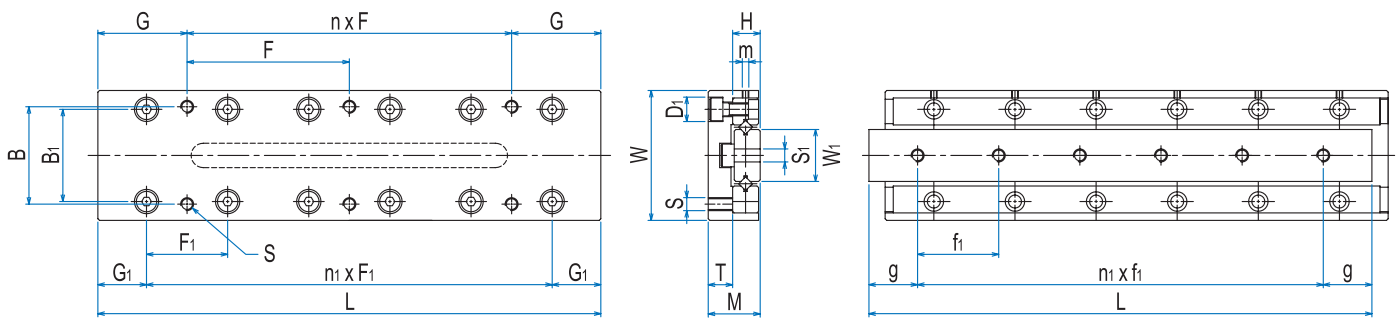 G n x F G
F
B B1
F1 S
G1 n1 x F1 G1
L
H
m
D1
W S1 W1
S
T
M
f1
g n1 x f1 g
L